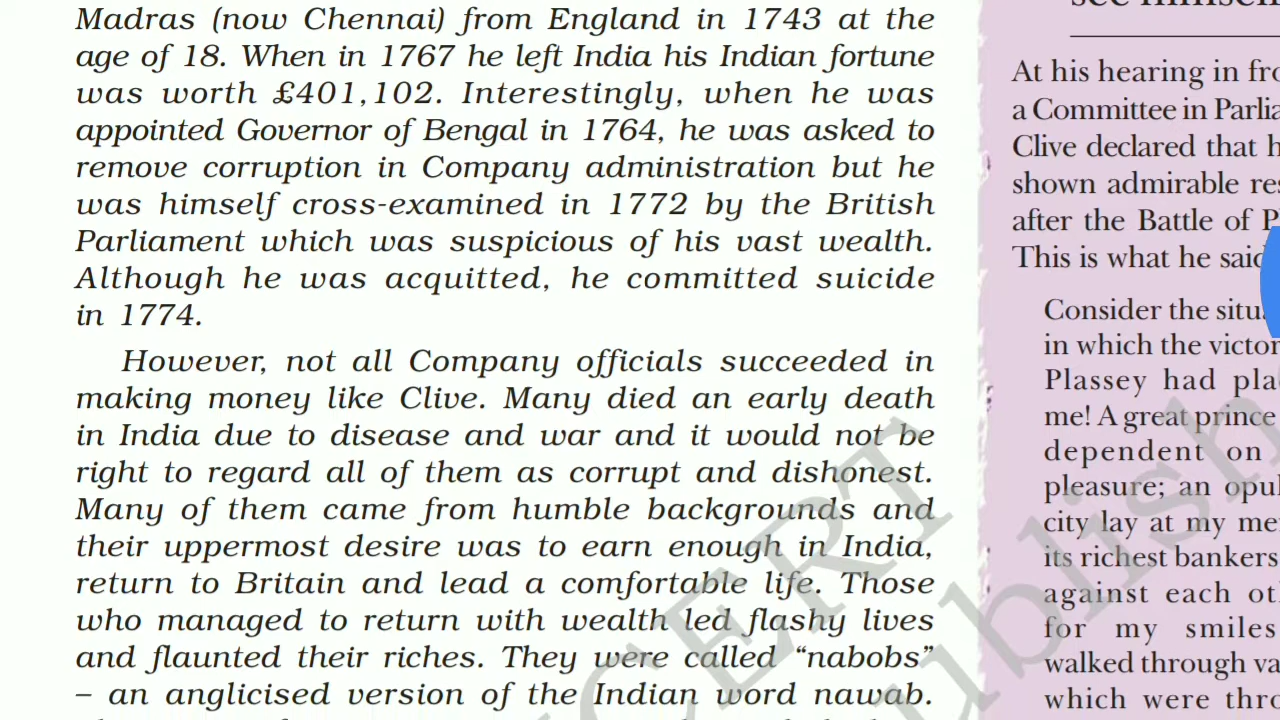 Madras (now Chennai) from England in 1743 at the
age of 18. When in 1767 he left India his Indian fortune
was worth £401,102. Interestingly, when he was
appointed Governor of Bengal in 1764, he was asked to
remove corruption in Company administration but he
was himself cross-examined in 1772 by the British
Parliament which was suspicious of his vast wealth.
Although he was acquitted, he committed suicide
in 1774.
However, not all Company officials succeeded in
making money like Clive. Many died an early death
in India due to disease and war and it would not be
right to regard all of them as corrupt and dishonest.
Many of them came from humble backgrounds and
their uppermost desire was to earn enough in India,
return to Britain and lead a comfortable life. Those
who managed to return with wealth led flashy lives
and flaunted their riches. They were called “nabobs”
– an anglicised version of the Indian word nawab.
At his hearing in
a Committee in
Clive declared that
shown admirable
after the Battle of
This is what he said
Consider the
in which the
Plassey had
me! A great prince
dependent on
pleasure; an
city lay at my
its richest bankers
against each
for my smiles
walked through
which were